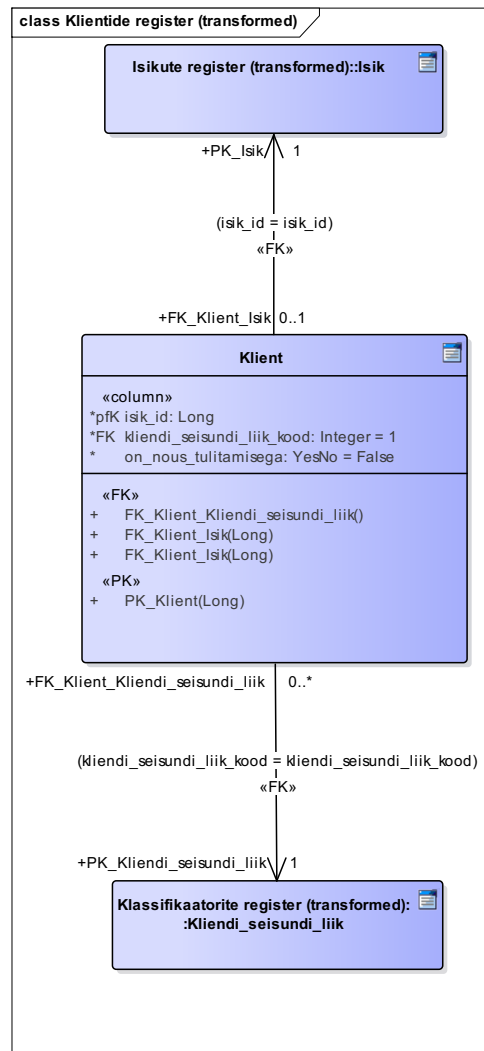 class Klientide register (transformed)
Isikute register (transformed)::Isik
+PK_Isik 1
(isik_id = isik_id)
«FK»
+FK_Klient_Isik 0..1
Klient
«column»
*pfK isik_id: Long
*FK kliendi_seisundi_liik_kood: Integer = 1
* on_nous_tulitamisega: YesNo = False
«FK»
+ FK_Klient_Kliendi_seisundi_liik()
+ FK_Klient_Isik(Long)
+ FK_Klient_Isik(Long)
«PK»
+ PK_Klient(Long)
+FK_Klient_Kliendi_seisundi_liik 0..*
(kliendi_seisundi_liik_kood = kliendi_seisundi_liik_kood)
«FK»
+PK_Kliendi_seisundi_liik 1
Klassifikaatorite register (transformed):
:Kliendi_seisundi_liik